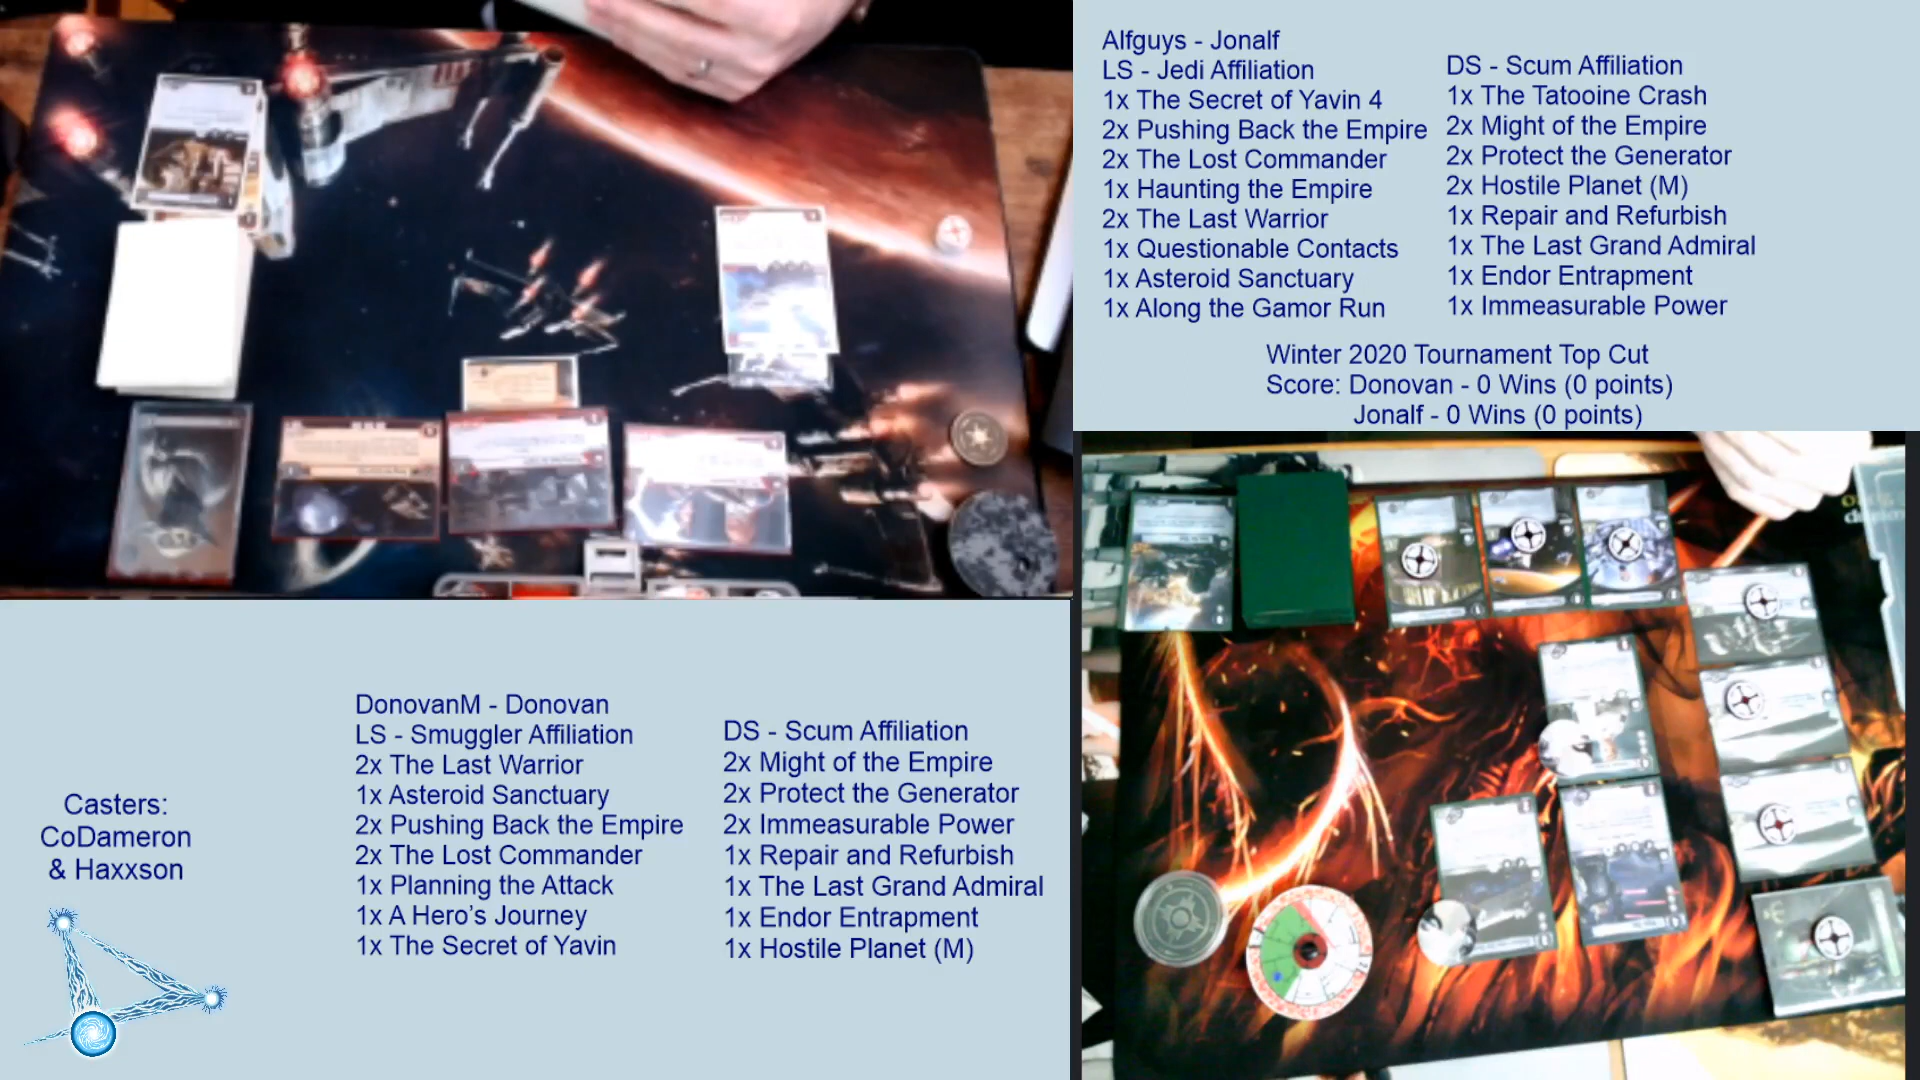 Alfguys - Jonalf
LS - Jedi Affiliation
1x The Secret of Yavin 4
2x Pushing Back the Empire
2x The Lost Commander
1x Haunting the Empire
2x The Last Warrior
1x Questionable Contacts
1x Asteroid Sanctuary
1x Along the Gamor Run
DS - Scum Affiliation
1x The Tatooine Crash
2x Might of the Empire
2x Protect the Generator
2x Hostile Planet (M)
1x Repair and Refurbish
1x The Last Grand Admiral
1x Endor Entrapment
1x Immeasurable Power
Winter 2020 Tournament Top Cut
Score: Donovan - 0 Wins (0 points)
Jonalf - 0 Wins (0 points)
Casters:
CoDameron
& Haxxson
DonovanM - Donovan
LS - Smuggler Affiliation
2x The Last Warrior
1x Asteroid Sanctuary
2x Pushing Back the Empire
2x The Lost Commander
1x Planning the Attack
1x A Hero's Journey
1x The Secret of Yavin
DS - Scum Affiliation
2x Might of the Empire
2x Protect the Generator
2x Immeasurable Power
1x Repair and Refurbish
1x The Last Grand Admiral
1x Endor Entrapment
1x Hostile Planet (M)